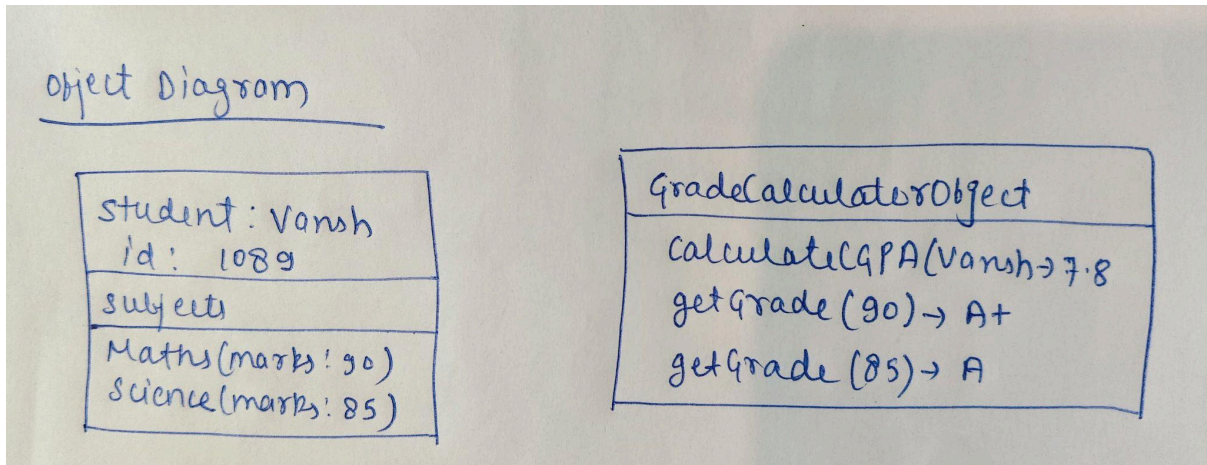 Object Diagram
student : Vansh
id : 1089
subjects
Maths (marks : 90)
Science (marks : 85)
GradeCalculatorObject
CalculateCGPA(Vansh → 7.8
getGrade (90) → A+
getGrade (85) → A